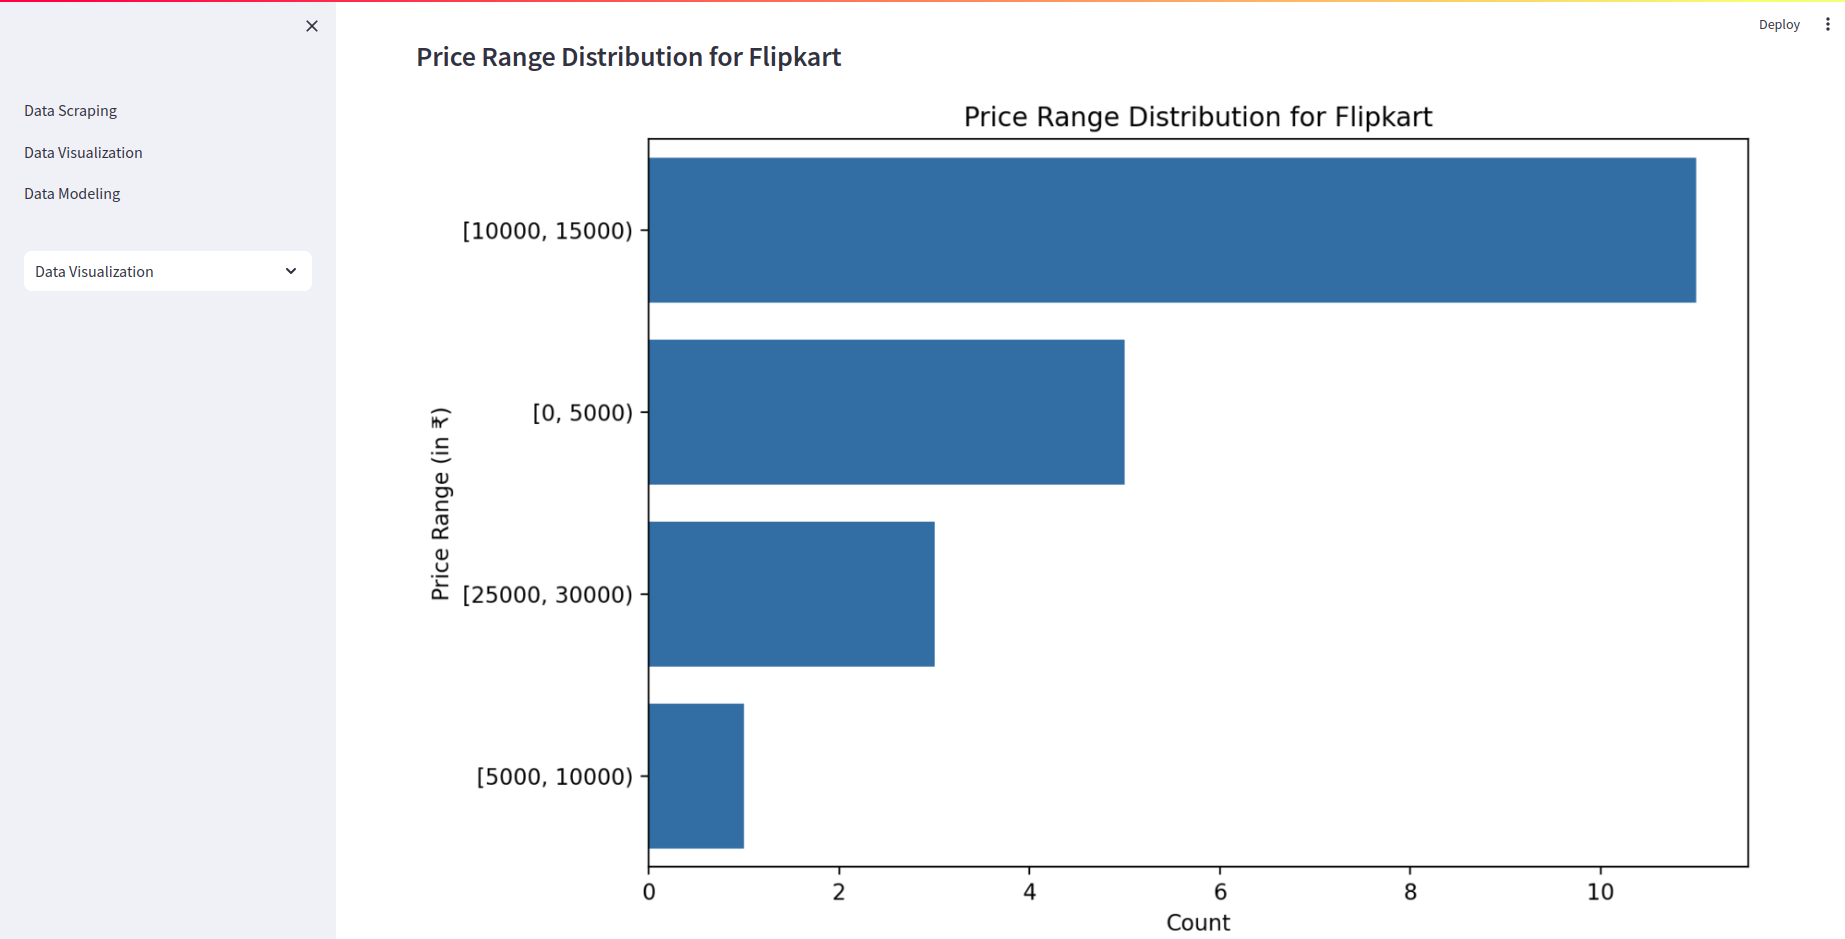 Deploy
Data Scraping
Data Visualization
Data Modeling
Data Visualization
Price Range Distribution for Flipkart
Price Range Distribution for Flipkart
Price Range (in ₹)
[10000, 15000)
[0, 5000)
[25000, 30000)
[5000, 10000)
0 2 4 6 8 10
Count